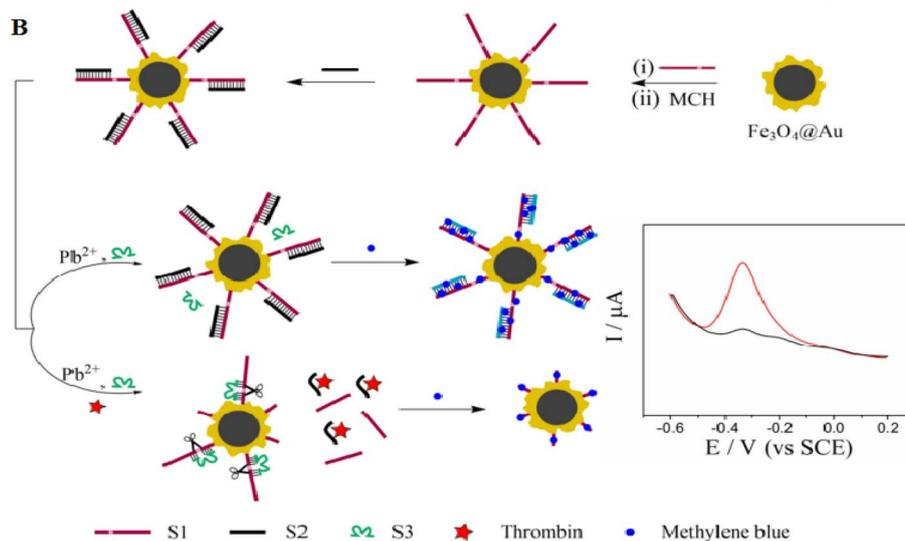 B
(i)
(ii) MCH
Fe₃O₄@Au
Pb²⁺,
Pb²⁺
I / μA
-0.6 -0.4 -0.2 0.0 0.2
E / V (vs SCE)
S1 S2 S3 Thrombin Methylene blue